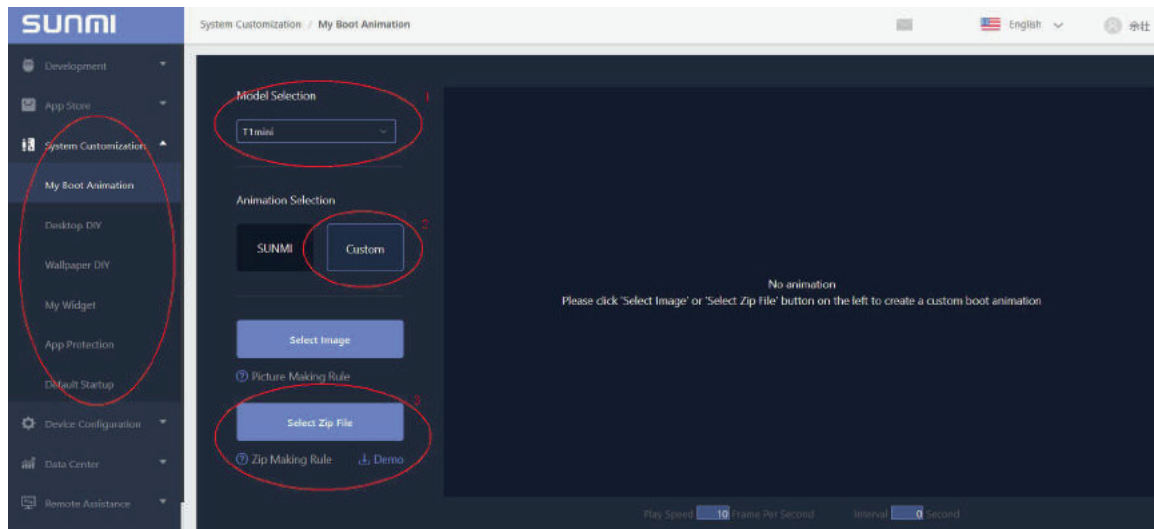 SUNMI
System Customization / My Boot Animation
English
余壮
Development
App Store
System Customization
My Boot Animation
Desktop DIY
Wallpaper DIY
My Widget
App Protection
Default Startup
Device Configuration
Data Center
Remote Assistance
Model Selection
1
T1mini
Animation Selection
2
SUNMI
Custom
Select Image
Picture Making Rule
3
Select Zip File
Zip Making Rule
Demo
No animation
Please click 'Select Image' or 'Select Zip File' button on the left to create a custom boot animation
Play Speed 10 Frame Per Second Interval 0 Second